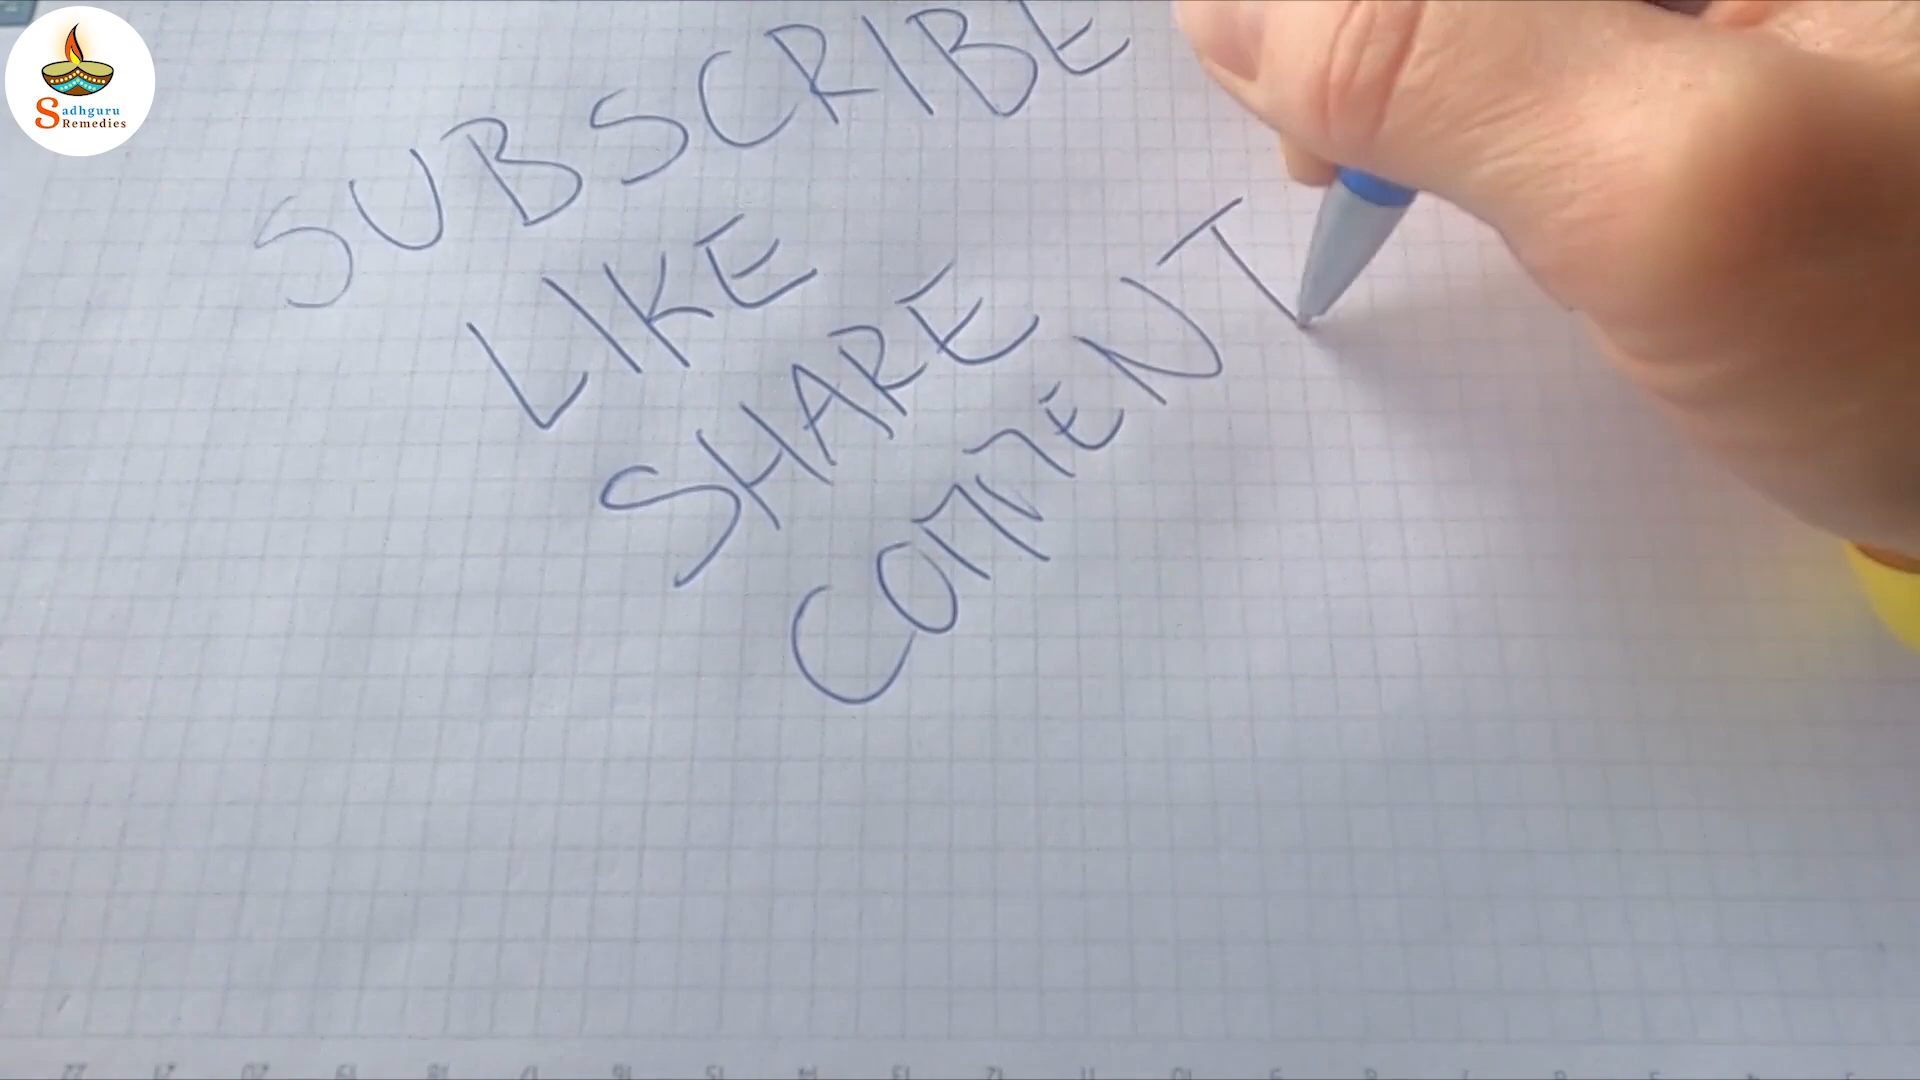 Sadhguru
Remedies
SUBSCRIBE
LIKE
SHARE
COMMENT